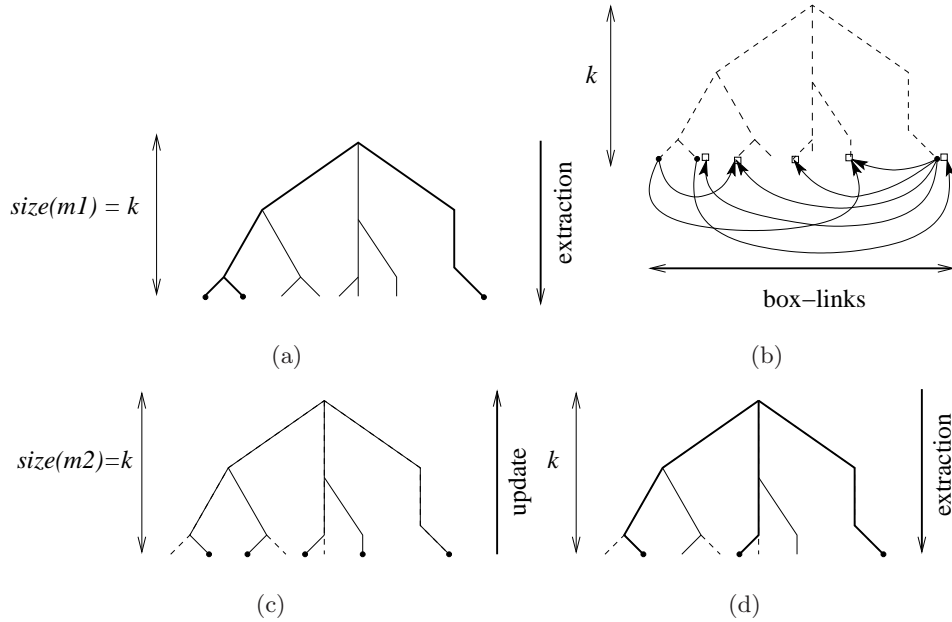 k
size(m1) = k
extraction
box–links
(a)
(b)
size(m2)=k
update
k
extraction
(c)
(d)